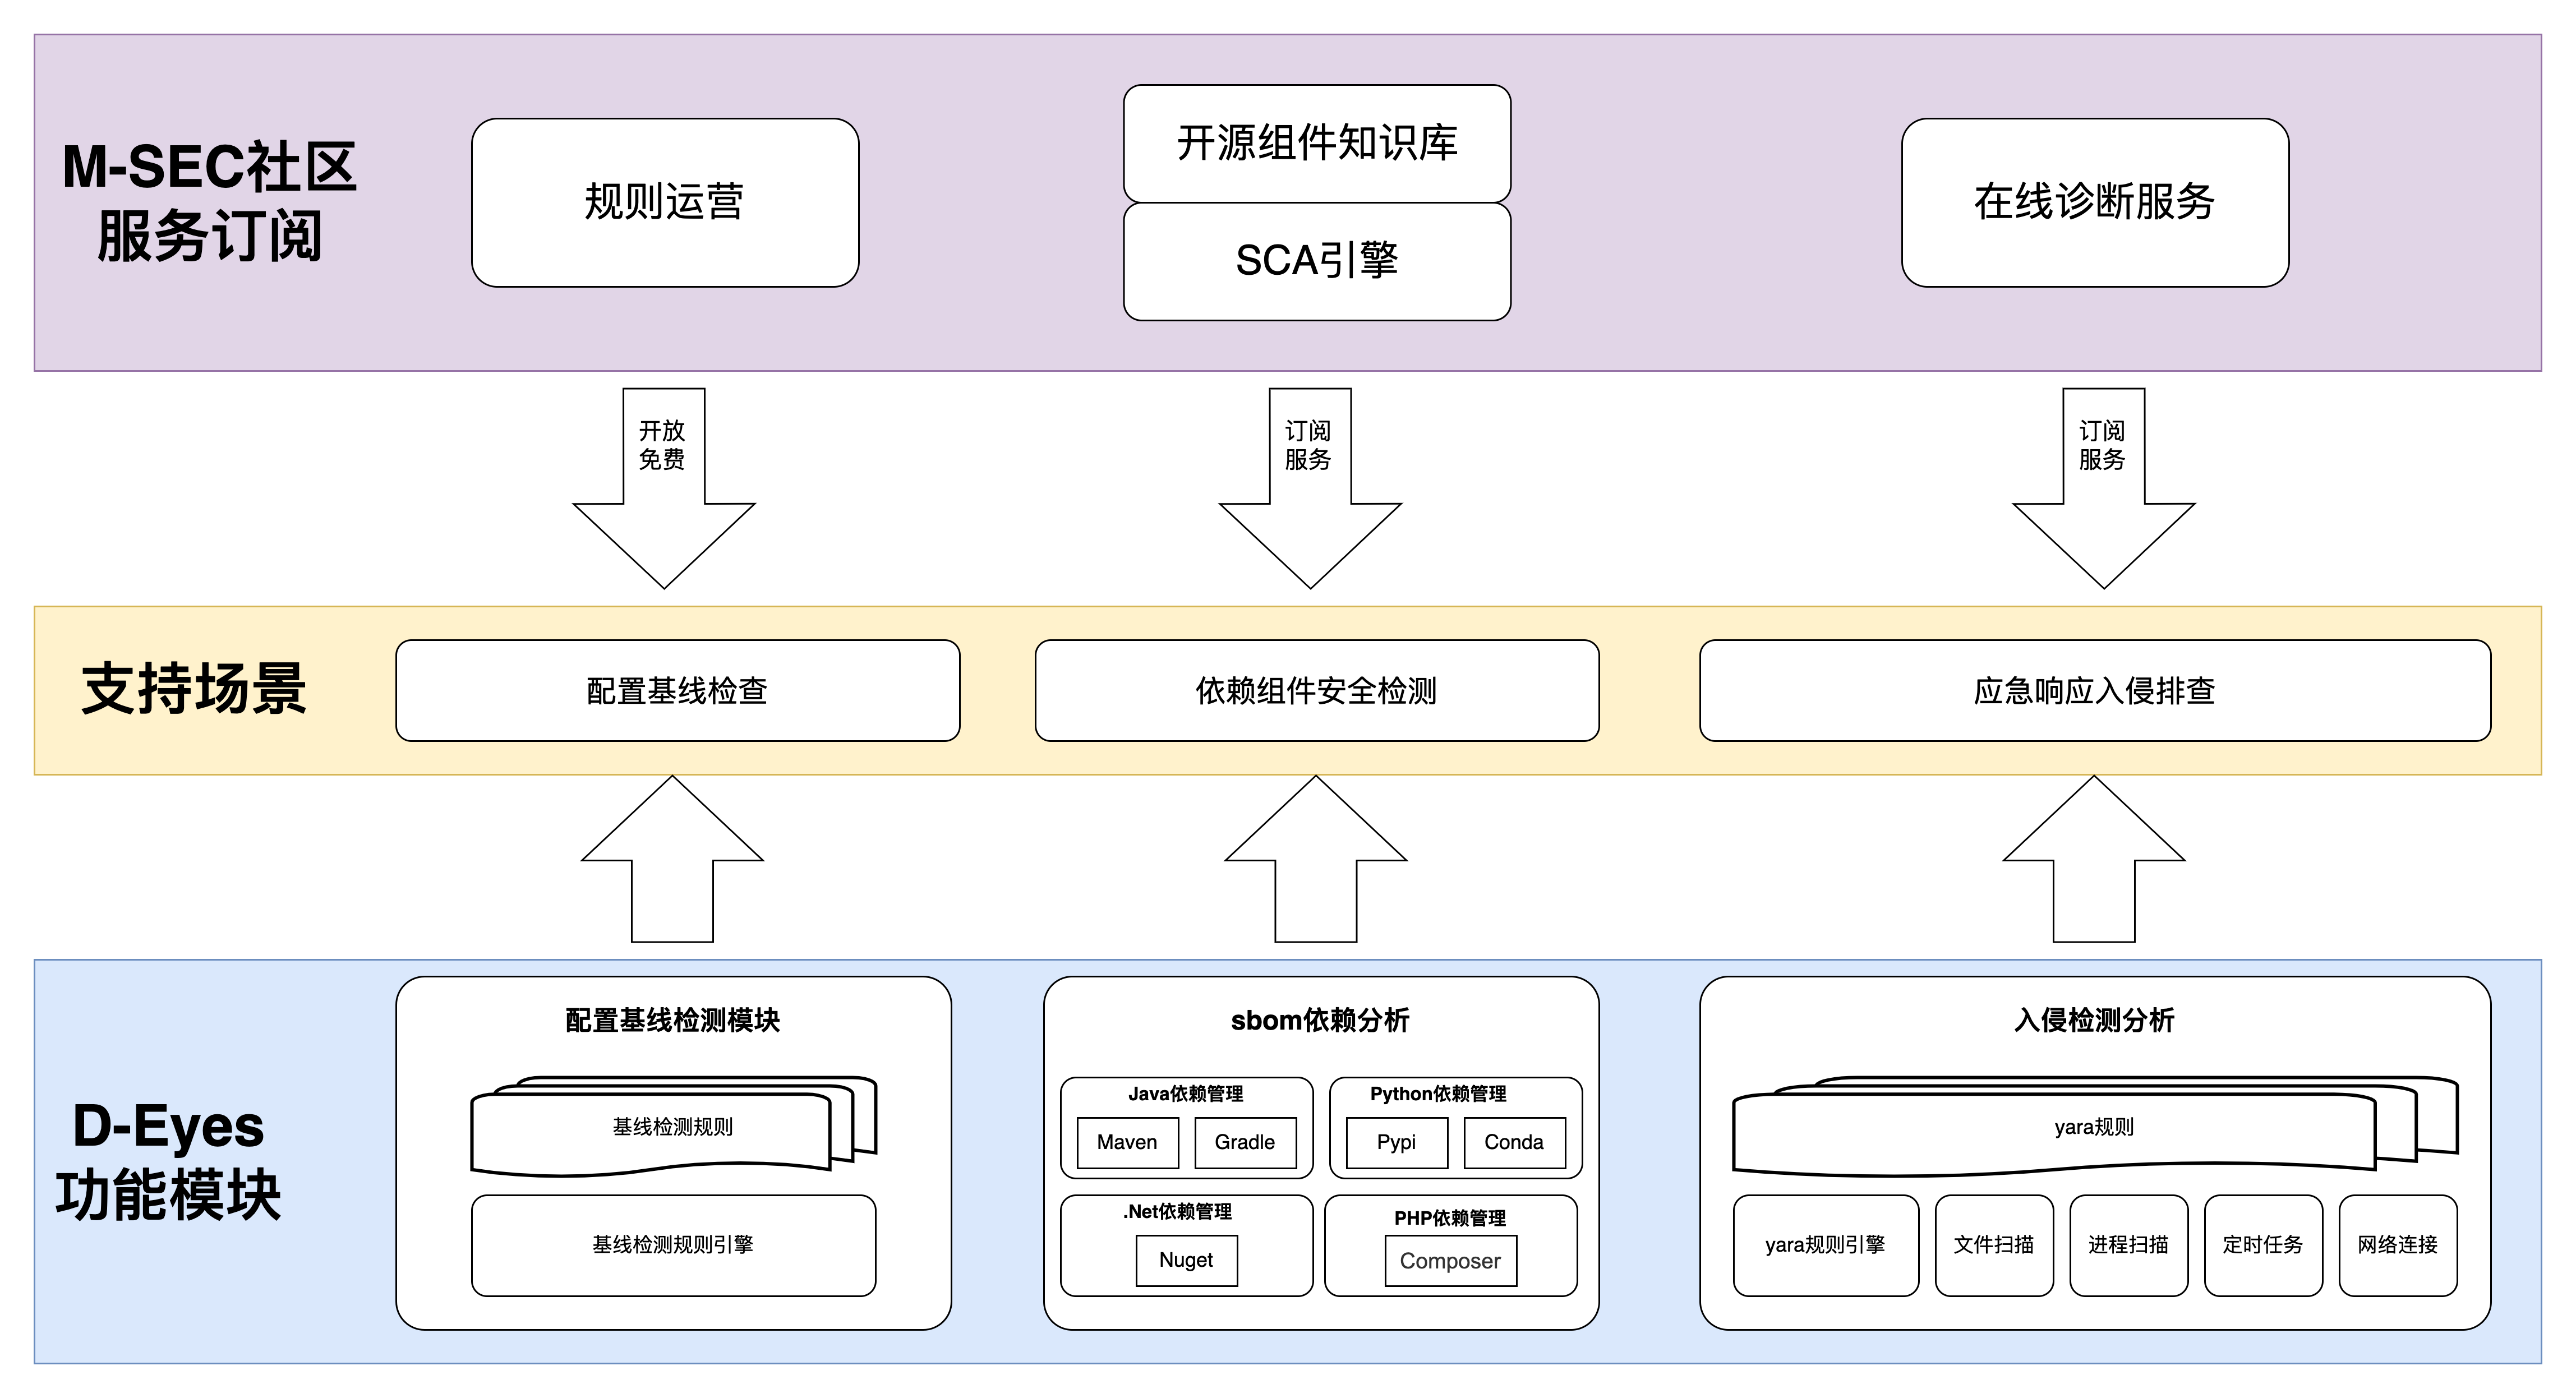 M-SEC社区
服务订阅
规则运营
开源组件知识库
SCA引擎
在线诊断服务
开放
免费
订阅
服务
订阅
服务
支持场景
配置基线检查
依赖组件安全检测
应急响应入侵排查
D-Eyes
功能模块
配置基线检测模块
基线检测规则
基线检测规则引擎
sbom依赖分析
Java依赖管理
Maven
Gradle
Python依赖管理
Pypi
Conda
.Net依赖管理
Nuget
PHP依赖管理
Composer
入侵检测分析
yara规则
yara规则引擎
文件扫描
进程扫描
定时任务
网络连接